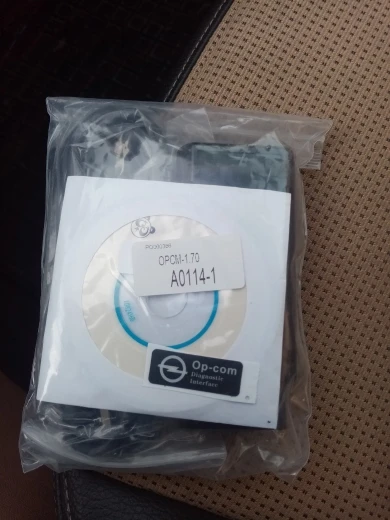 OPCM-1.70
A0114-1
Op-com
Diagnostic
Interface